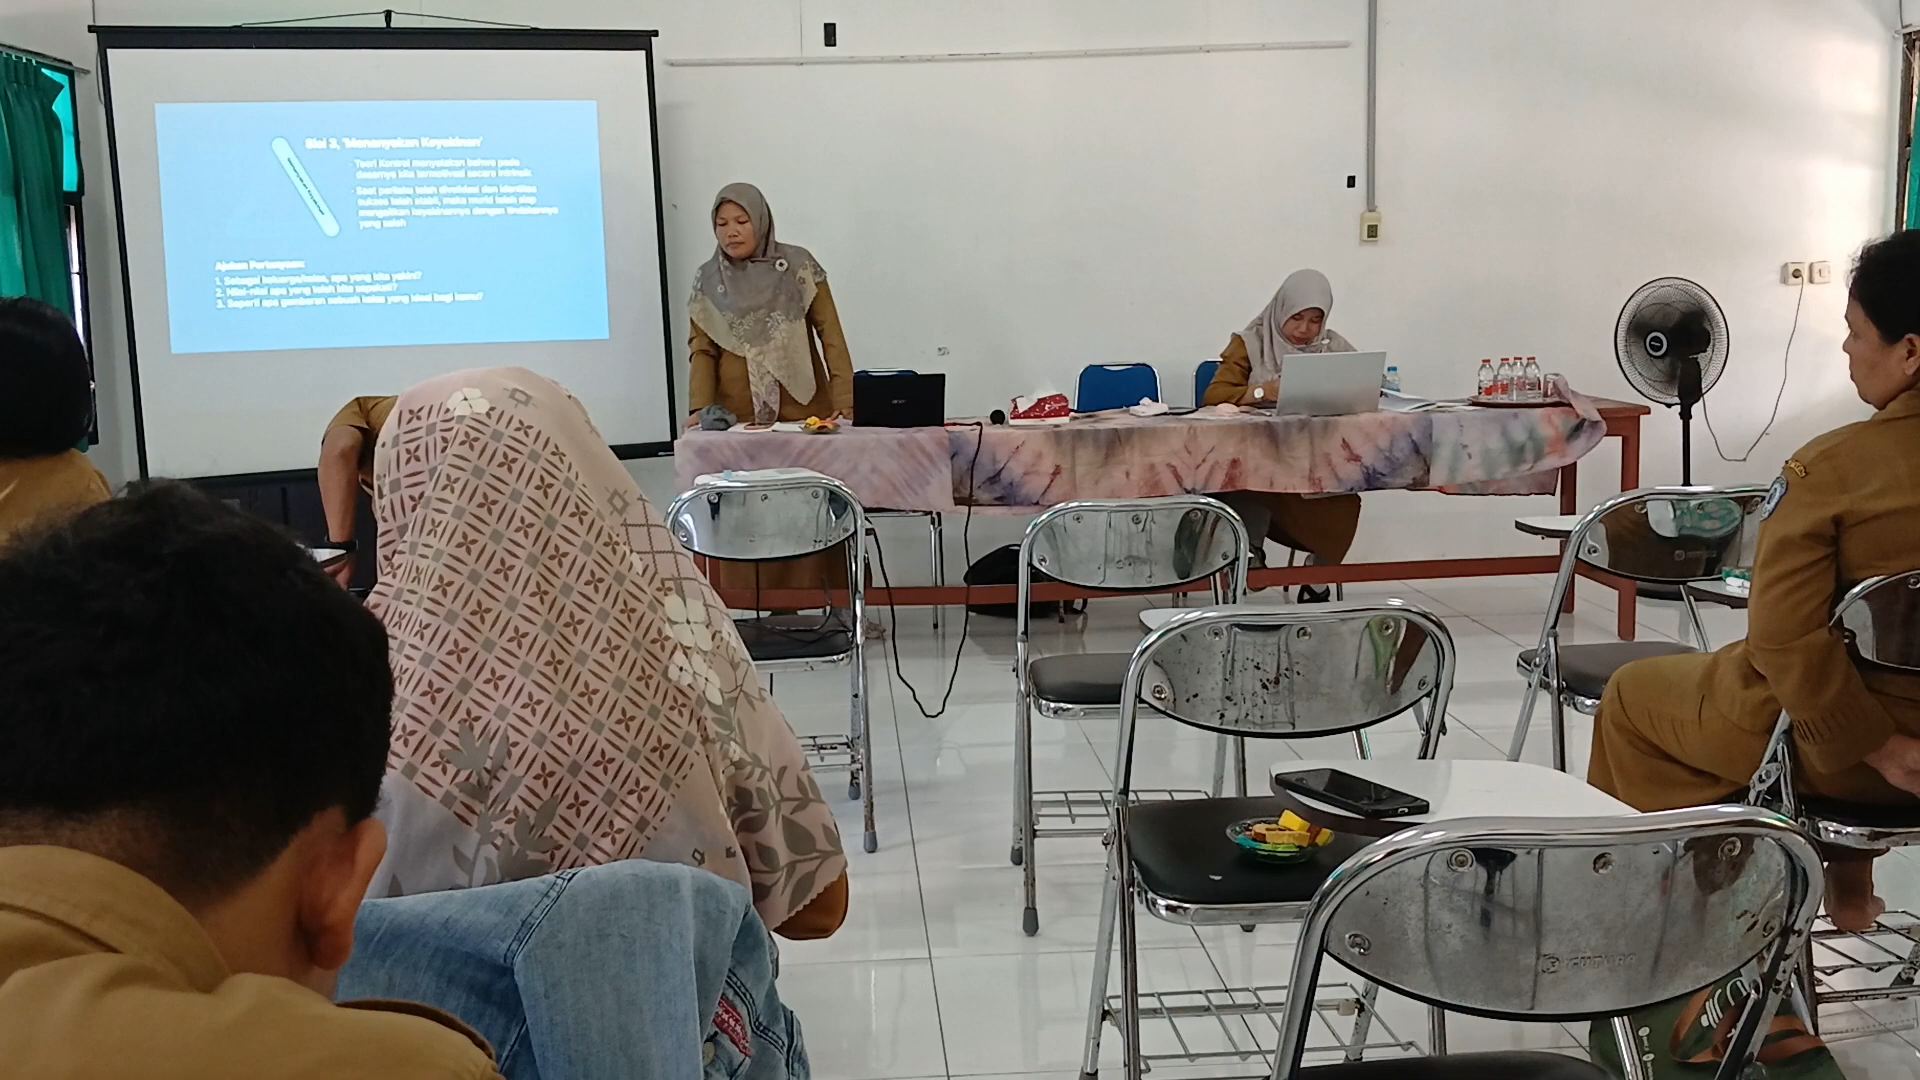 Sisi 3, 'Menanyakan Keyakinan'
Teori Kontrol menyatakan bahwa pada
dasarnya kita termotivasi secara intrinsik
Saat perilaku telah divalidasi dan identitas
sukses telah stabil, maka murid telah siap
mengaitkan keyakinannya dengan tindakannya
yang salah
Ajukan Pertanyaan:
1. Sebagai keluarga/kelas, apa yang kita yakini?
2. Nilai-nilai apa yang telah kita sepakati?
3. Seperti apa gambaran sebuah kelas yang ideal bagi kamu?
acer
FUTURA